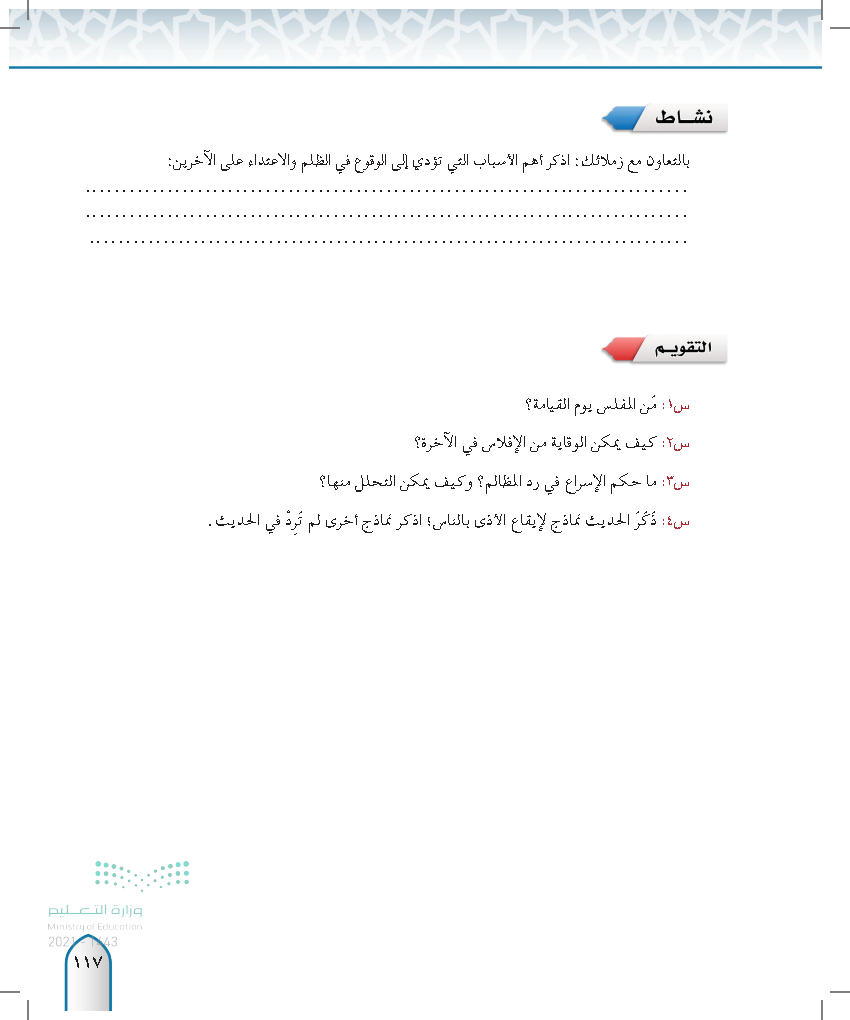 نشـــاط
بالتعاون مع زملائك: اذكر أهم الأسباب التي تؤدي إلى الوقوع في الظلم والاعتداء على الآخرين:
................................................................................
................................................................................
................................................................................
التقويـــم
س١: مَن المفلس يوم القيامة؟
س٢: كيف يمكن الوقاية من الإفلاس في الآخرة؟
س٣: ما حكم الإسراع في رد المظالم؟ وكيف يمكن التحلل منها؟
س٤: ذَكَرَ الحديث نماذج لإيقاع الأذى بالناس؛ اذكر نماذج أخرى لم تَرِدْ في الحديث .
وزارة التعـــليم
Ministry of Education
2021 - 1443
١١٧